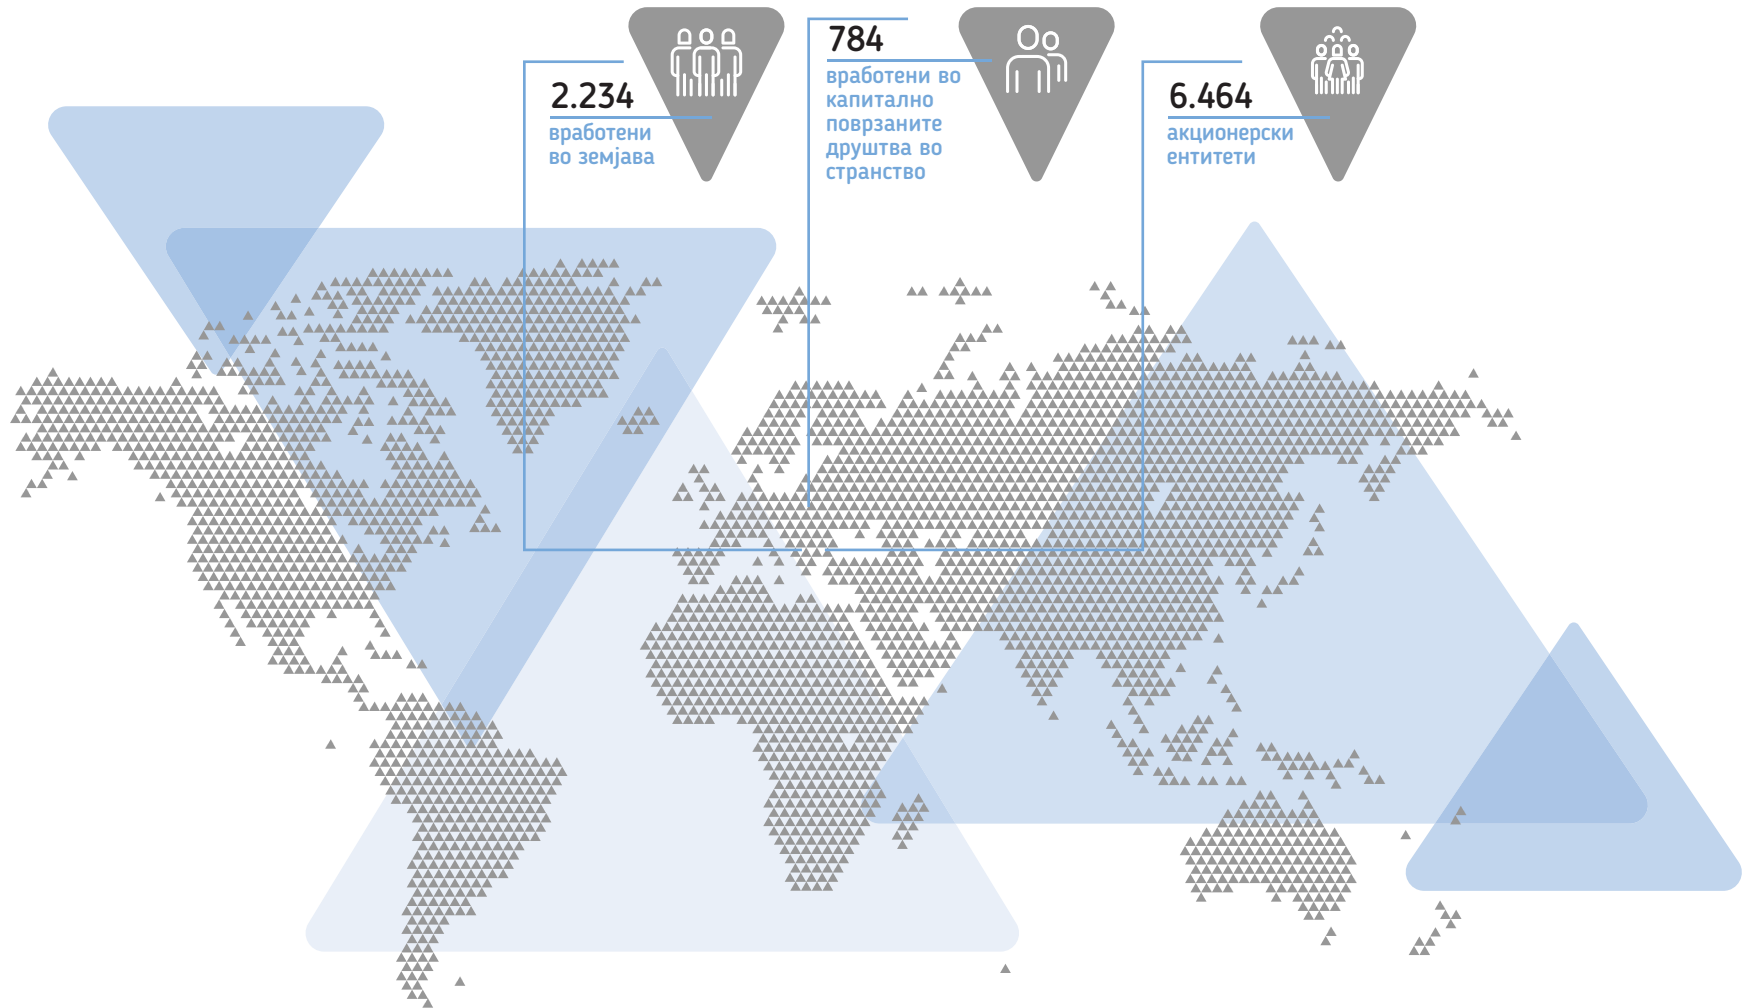 2.234
вработени
во земјава
784
вработени во
капитално
поврзаните
друштва во
странство
6.464
акционерски
ентитети